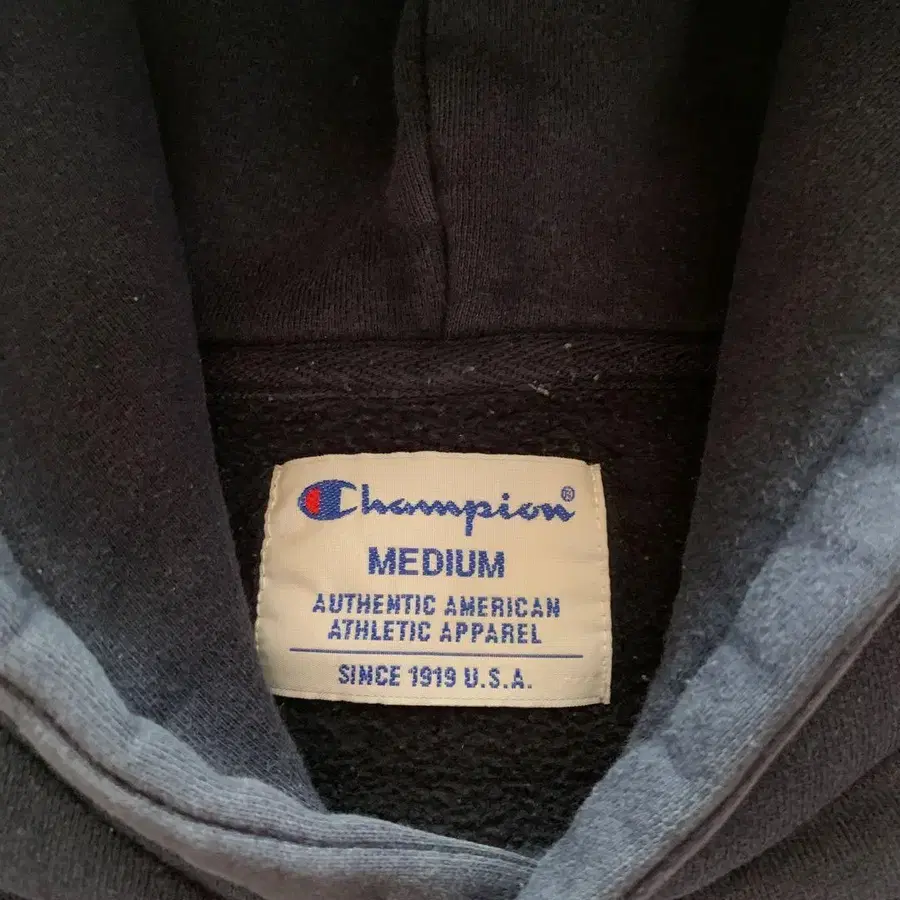 Champion®
MEDIUM
AUTHENTIC AMERICAN
ATHLETIC APPAREL
SINCE 1919 U.S.A.